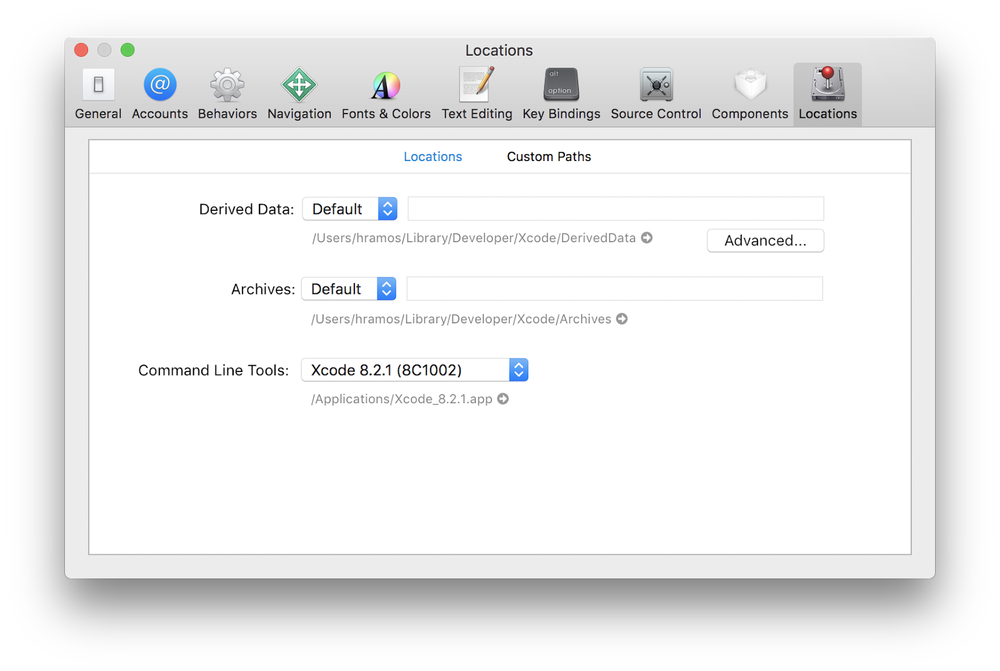 Locations
@
A
alt
option
General Accounts Behaviors Navigation Fonts & Colors Text Editing Key Bindings Source Control Components Locations
Locations Custom Paths
Derived Data: Default
/Users/hramos/Library/Developer/Xcode/DerivedData
Advanced...
Archives: Default
/Users/hramos/Library/Developer/Xcode/Archives
Command Line Tools: Xcode 8.2.1 (8C1002)
/Applications/Xcode_8.2.1.app